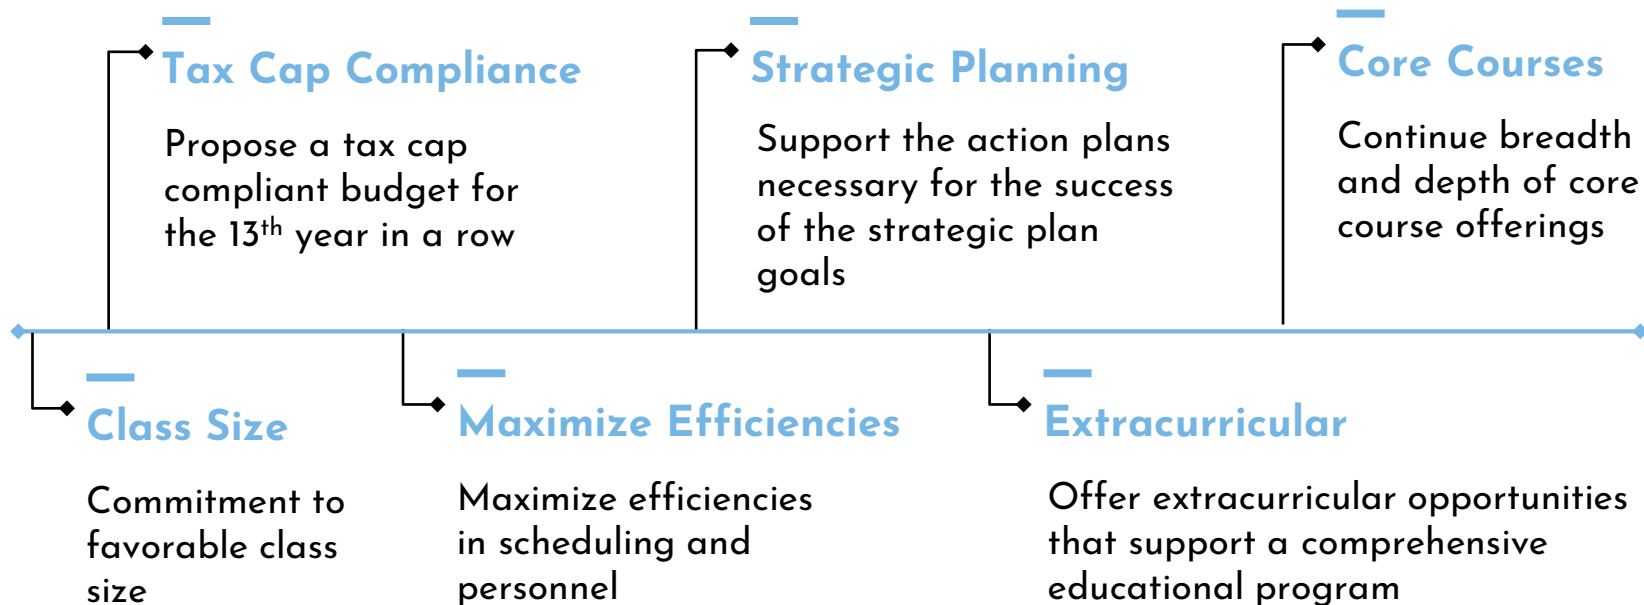 Tax Cap Compliance
Propose a tax cap
compliant budget for
the 13th year in a row
Strategic Planning
Support the action plans
necessary for the success
of the strategic plan
goals
Core Courses
Continue breadth
and depth of core
course offerings
Class Size
Commitment to
favorable class
size
Maximize Efficiencies
Maximize efficiencies
in scheduling and
personnel
Extracurricular
Offer extracurricular opportunities
that support a comprehensive
educational program